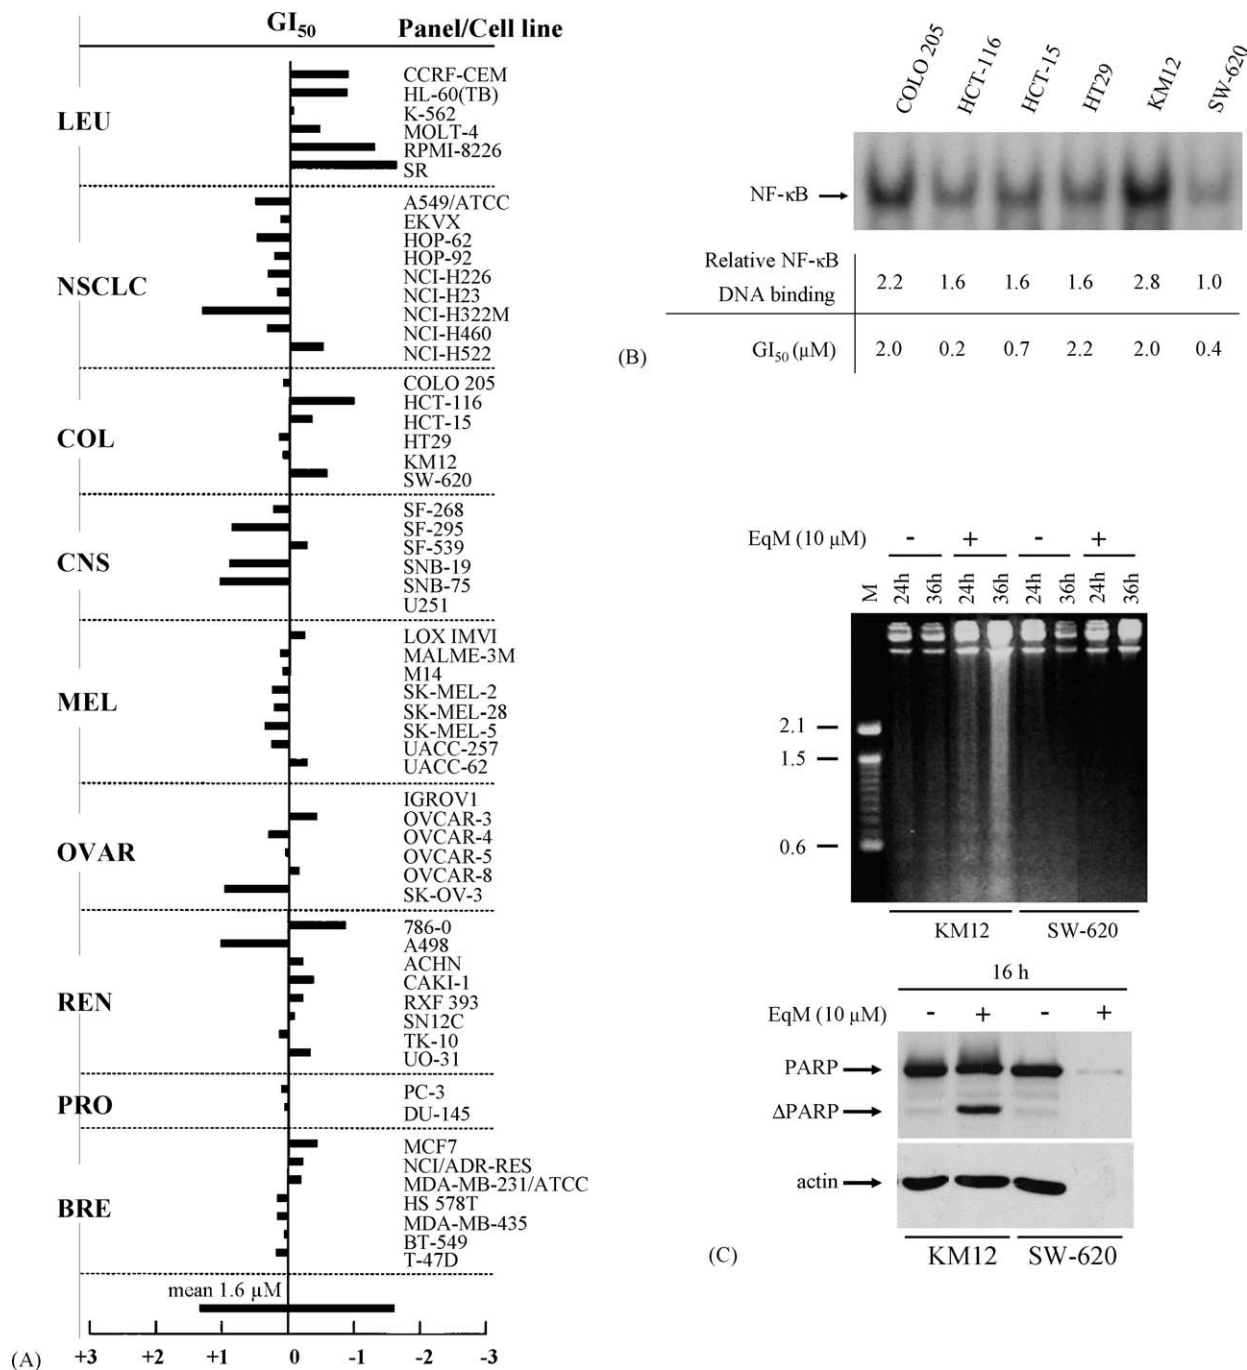 GI50 Panel/Cell line
LEU
CCRF-CEM
HL-60(TB)
K-562
MOLT-4
RPMI-8226
SR
NSCLC
A549/ATCC
EKVX
HOP-62
HOP-92
NCI-H226
NCI-H23
NCI-H322M
NCI-H460
NCI-H522
COL
COLO 205
HCT-116
HCT-15
HT29
KM12
SW-620
CNS
SF-268
SF-295
SF-539
SNB-19
SNB-75
U251
MEL
LOX IMVI
MALME-3M
M14
SK-MEL-2
SK-MEL-28
SK-MEL-5
UACC-257
UACC-62
OVAR
IGROV1
OVCAR-3
OVCAR-4
OVCAR-5
OVCAR-8
SK-OV-3
REN
786-0
A498
ACHN
CAKI-1
RXF 393
SN12C
TK-10
UO-31
PRO
PC-3
DU-145
BRE
MCF7
NCI/ADR-RES
MDA-MB-231/ATCC
HS 578T
MDA-MB-435
BT-549
T-47D
mean 1.6 µM
(A) +3 +2 +1 0 -1 -2 -3
COLO 205 HCT-116 HCT-15 HT29 KM12 SW-620
NF-κB
Relative NF-κB
DNA binding 2.2 1.6 1.6 1.6 2.8 1.0
(B) GI50 (µM) 2.0 0.2 0.7 2.2 2.0 0.4
EqM (10 µM) - + - +
M 24h 36h 24h 36h 24h 36h 24h 36h
2.1
1.5
0.6
KM12 SW-620
16 h
EqM (10 µM) - + - +
PARP
ΔPARP
actin
(C) KM12 SW-620